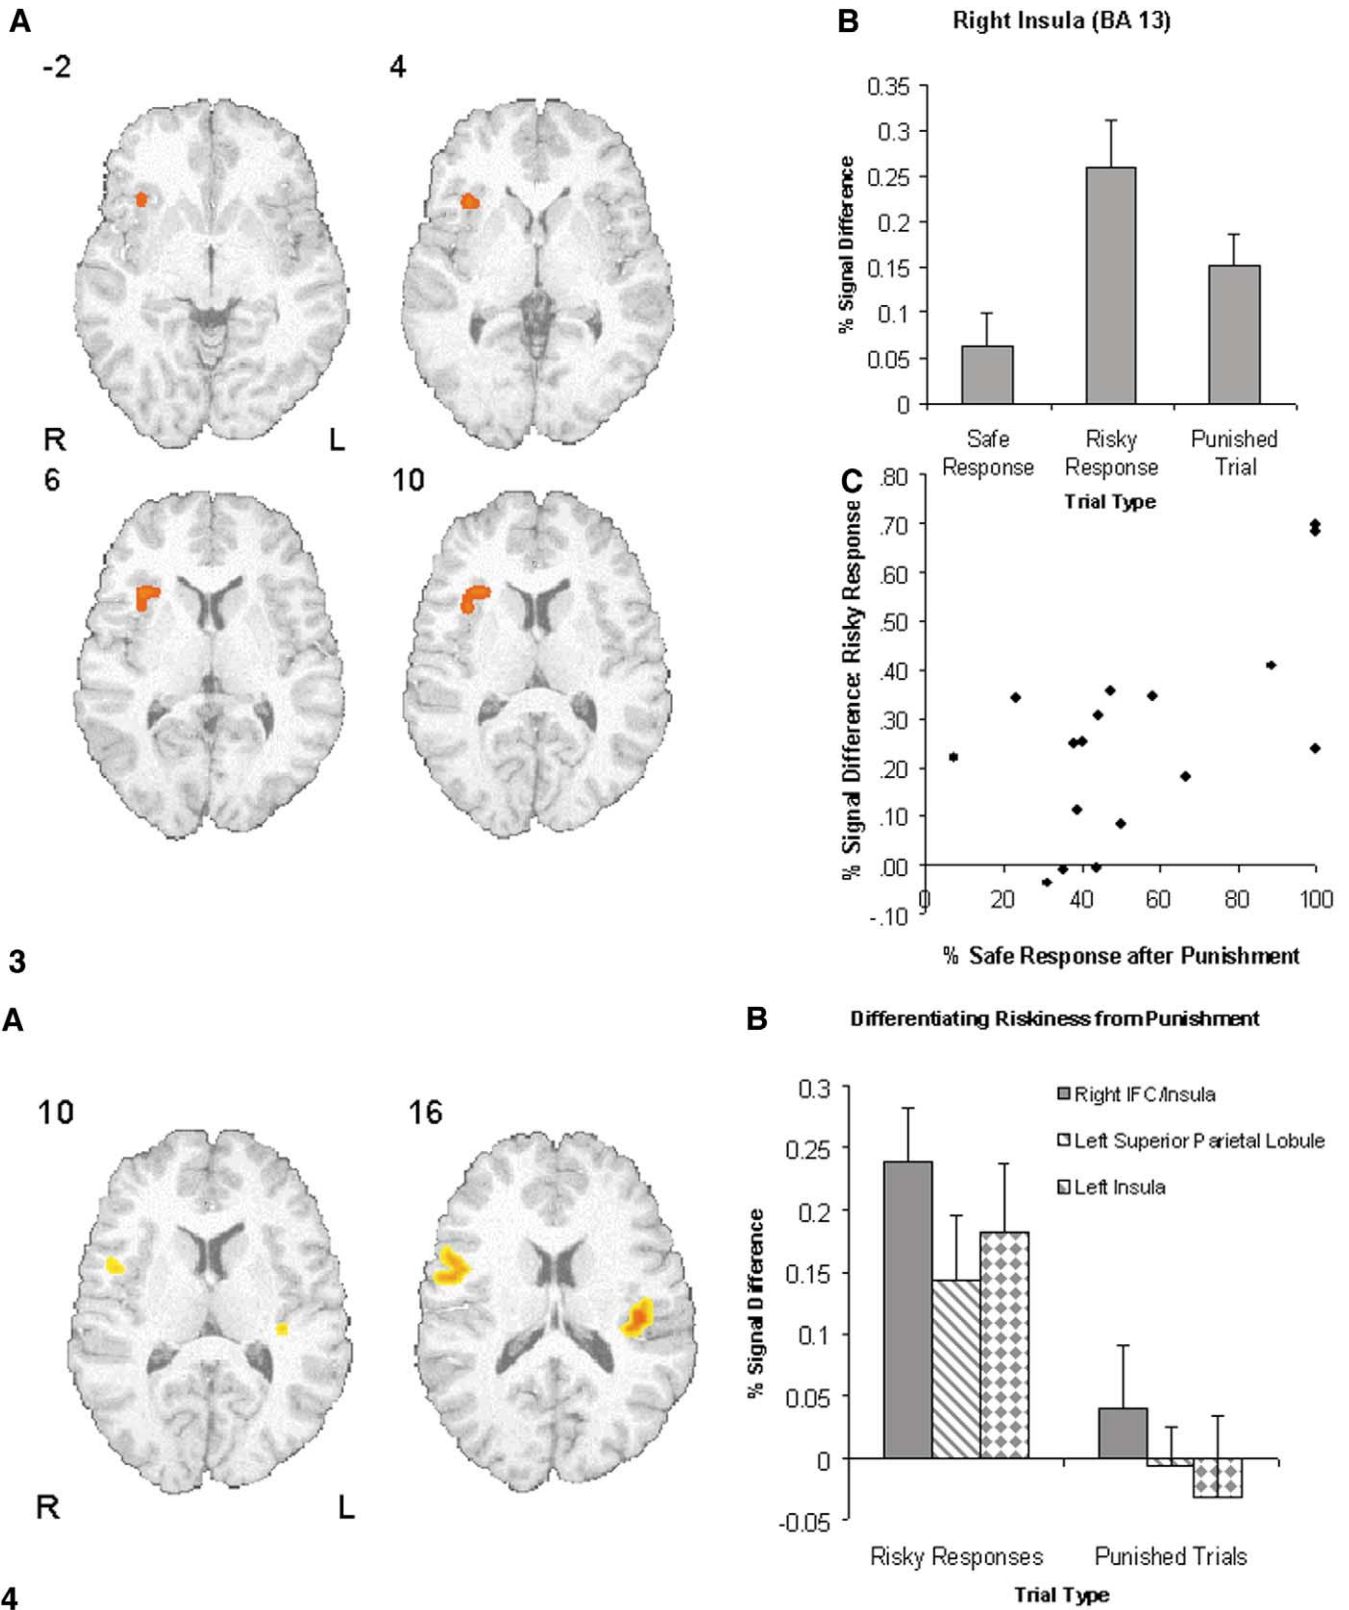 A
-2
4
R
L
6
10
3
B
Right Insula (BA 13)
% Signal Difference
0.35
0.3
0.25
0.2
0.15
0.1
0.05
0
Safe Response
Risky Response
Punished Trial
Trial Type
C
% Signal Difference: Risky Response
.80
.70
.60
.50
.40
.30
.20
.10
.00
-.10
0
20
40
60
80
100
% Safe Response after Punishment
A
10
16
R
L
4
B
Differentiating Riskiness from Punishment
% Signal Difference
0.3
0.25
0.2
0.15
0.1
0.05
0
-0.05
Right IFC/Insula
Left Superior Parietal Lobule
Left Insula
Risky Responses
Punished Trials
Trial Type